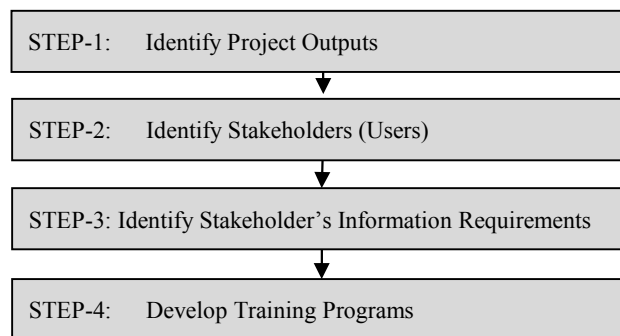 STEP-1: Identify Project Outputs
STEP-2: Identify Stakeholders (Users)
STEP-3: Identify Stakeholder’s Information Requirements
STEP-4: Develop Training Programs